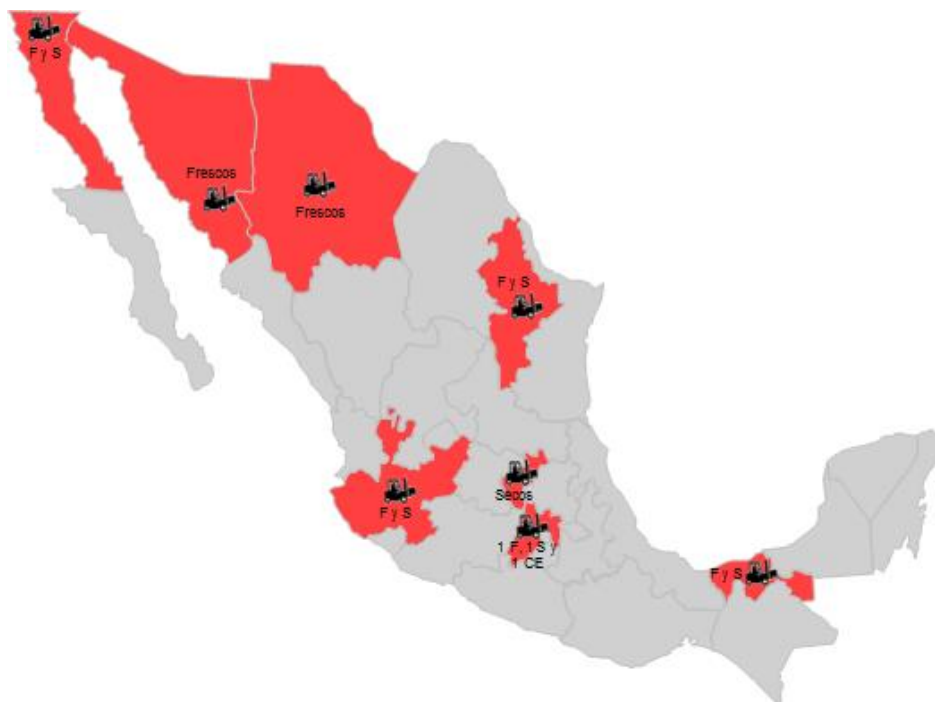 F y S
Frescos
Frescos
F y S
F y S
Secos
1 F, 1 S y
1 CE
F y S